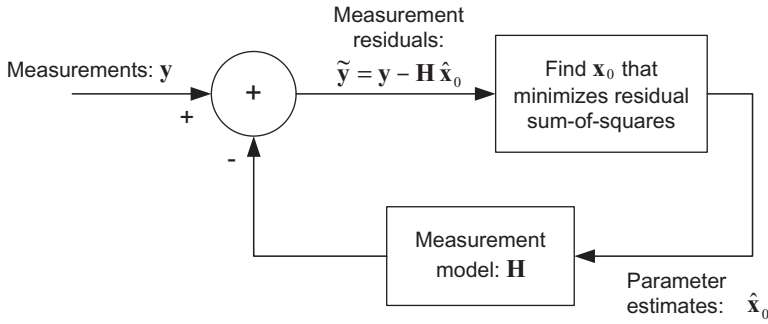 Measurements: y
+
+
-
Measurement
residuals:
ỹ = y − H x̂₀
Find x₀ that
minimizes residual
sum-of-squares
Measurement
model: H
Parameter
estimates: x̂₀